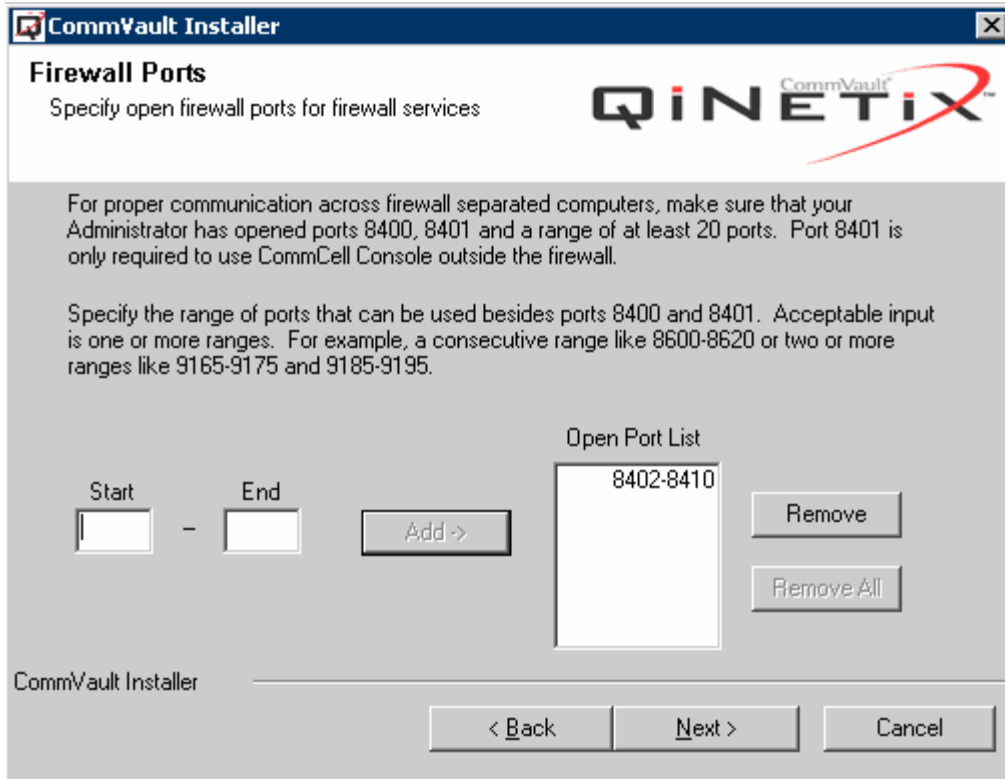 CommVault Installer
Firewall Ports
Specify open firewall ports for firewall services
CommVault®
QiNETiX™
For proper communication across firewall separated computers, make sure that your
Administrator has opened ports 8400, 8401 and a range of at least 20 ports. Port 8401 is
only required to use CommCell Console outside the firewall.
Specify the range of ports that can be used besides ports 8400 and 8401. Acceptable input
is one or more ranges. For example, a consecutive range like 8600-8620 or two or more
ranges like 9165-9175 and 9185-9195.
Open Port List
8402-8410
Start
End
–
Add ->
Remove
Remove All
CommVault Installer
< Back
Next >
Cancel